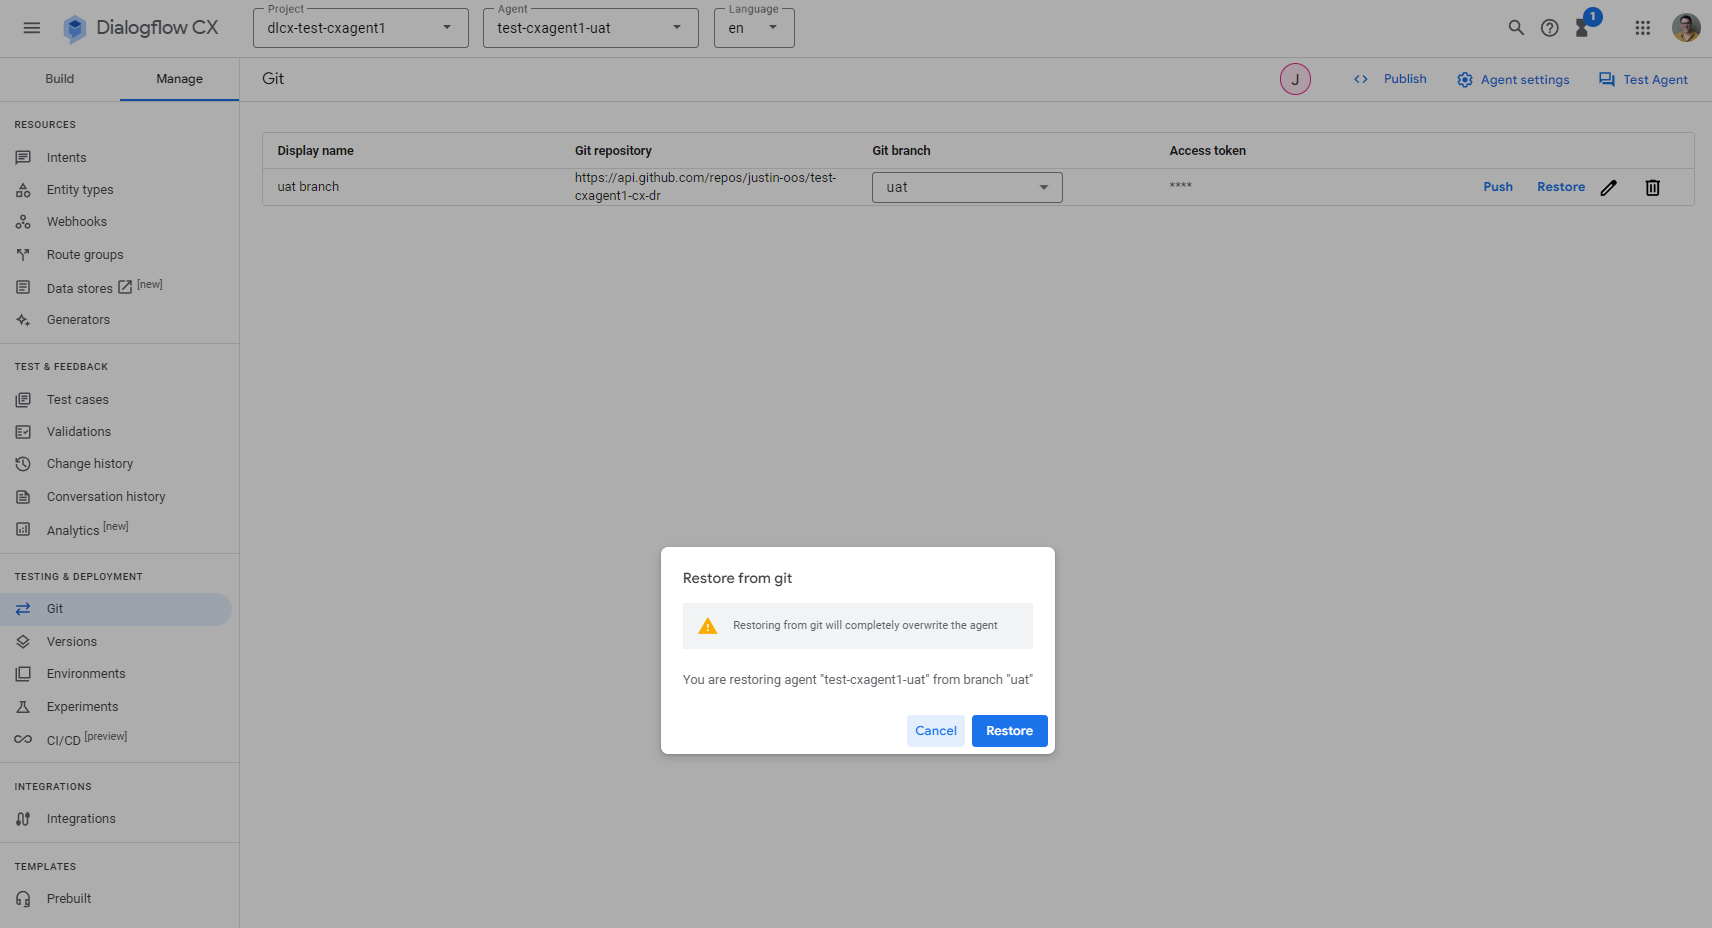 Dialogflow CX
Project
dlcx-test-cxagent1
Agent
test-cxagent1-uat
Language
en
1
Build
Manage
Git
J
Publish
Agent settings
Test Agent
RESOURCES
Intents
Entity types
Webhooks
Route groups
Data stores [new]
Generators
TEST & FEEDBACK
Test cases
Validations
Change history
Conversation history
Analytics [new]
TESTING & DEPLOYMENT
Git
Versions
Environments
Experiments
CI/CD [preview]
INTEGRATIONS
Integrations
TEMPLATES
Prebuilt
Display name Git repository Git branch Access token
uat branch
https://api.github.com/repos/justin-oos/test-
cxagent1-cx-dr
uat
****
Push Restore
Restore from git
Restoring from git will completely overwrite the agent
You are restoring agent "test-cxagent1-uat" from branch "uat"
Cancel Restore